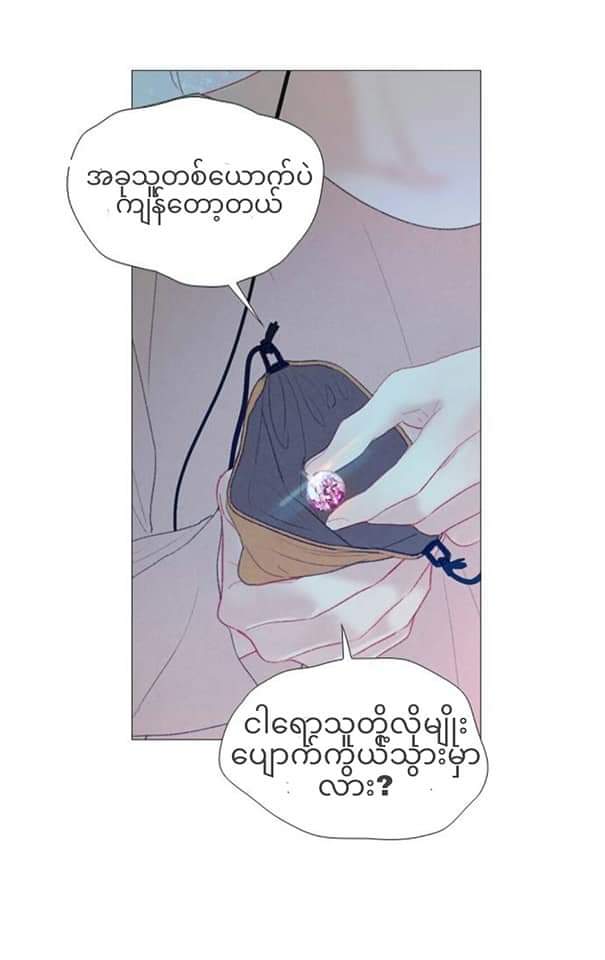 အခုသူတစ်ယောက်ပဲ
ကျန်တော့တယ်
ငါရောသူတို့လိုမျိုး
ပျောက်ကွယ်သွားမှာ
လား?